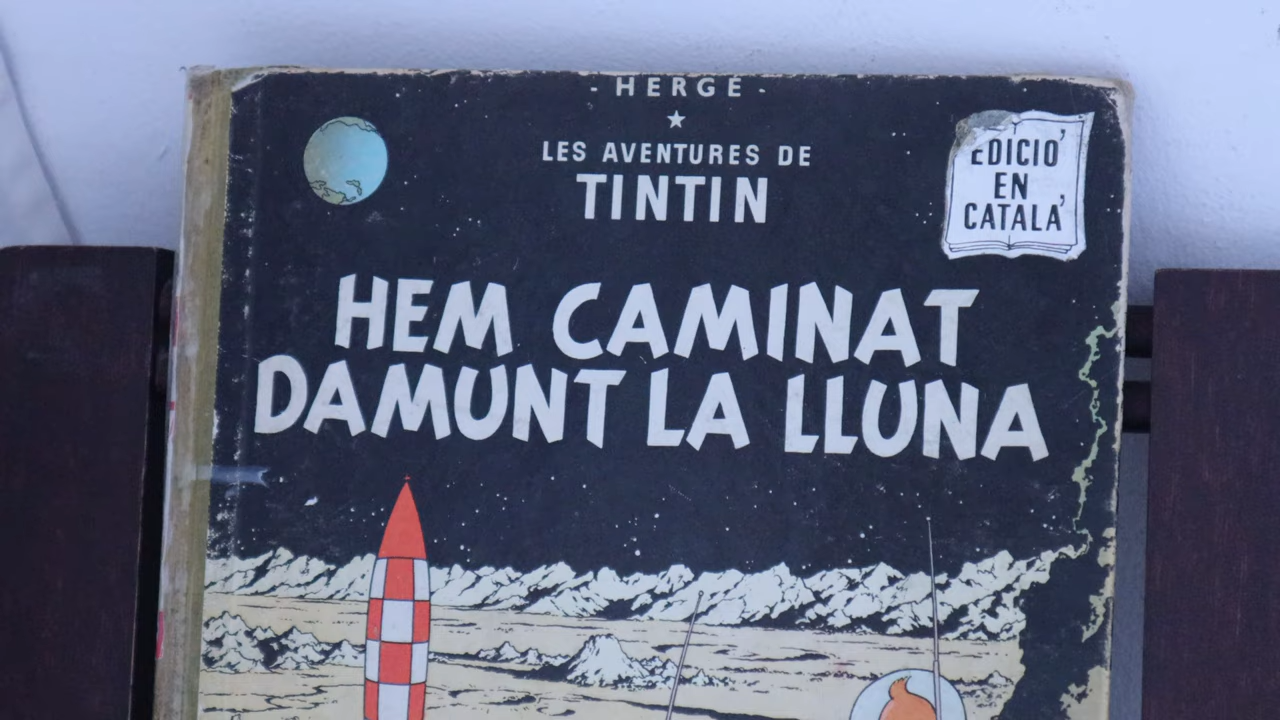 - HERGÉ -
LES AVENTURES DE
TINTIN
EDICIÓ
EN
CATALÀ
HEM CAMINAT
DAMUNT LA LLUNA